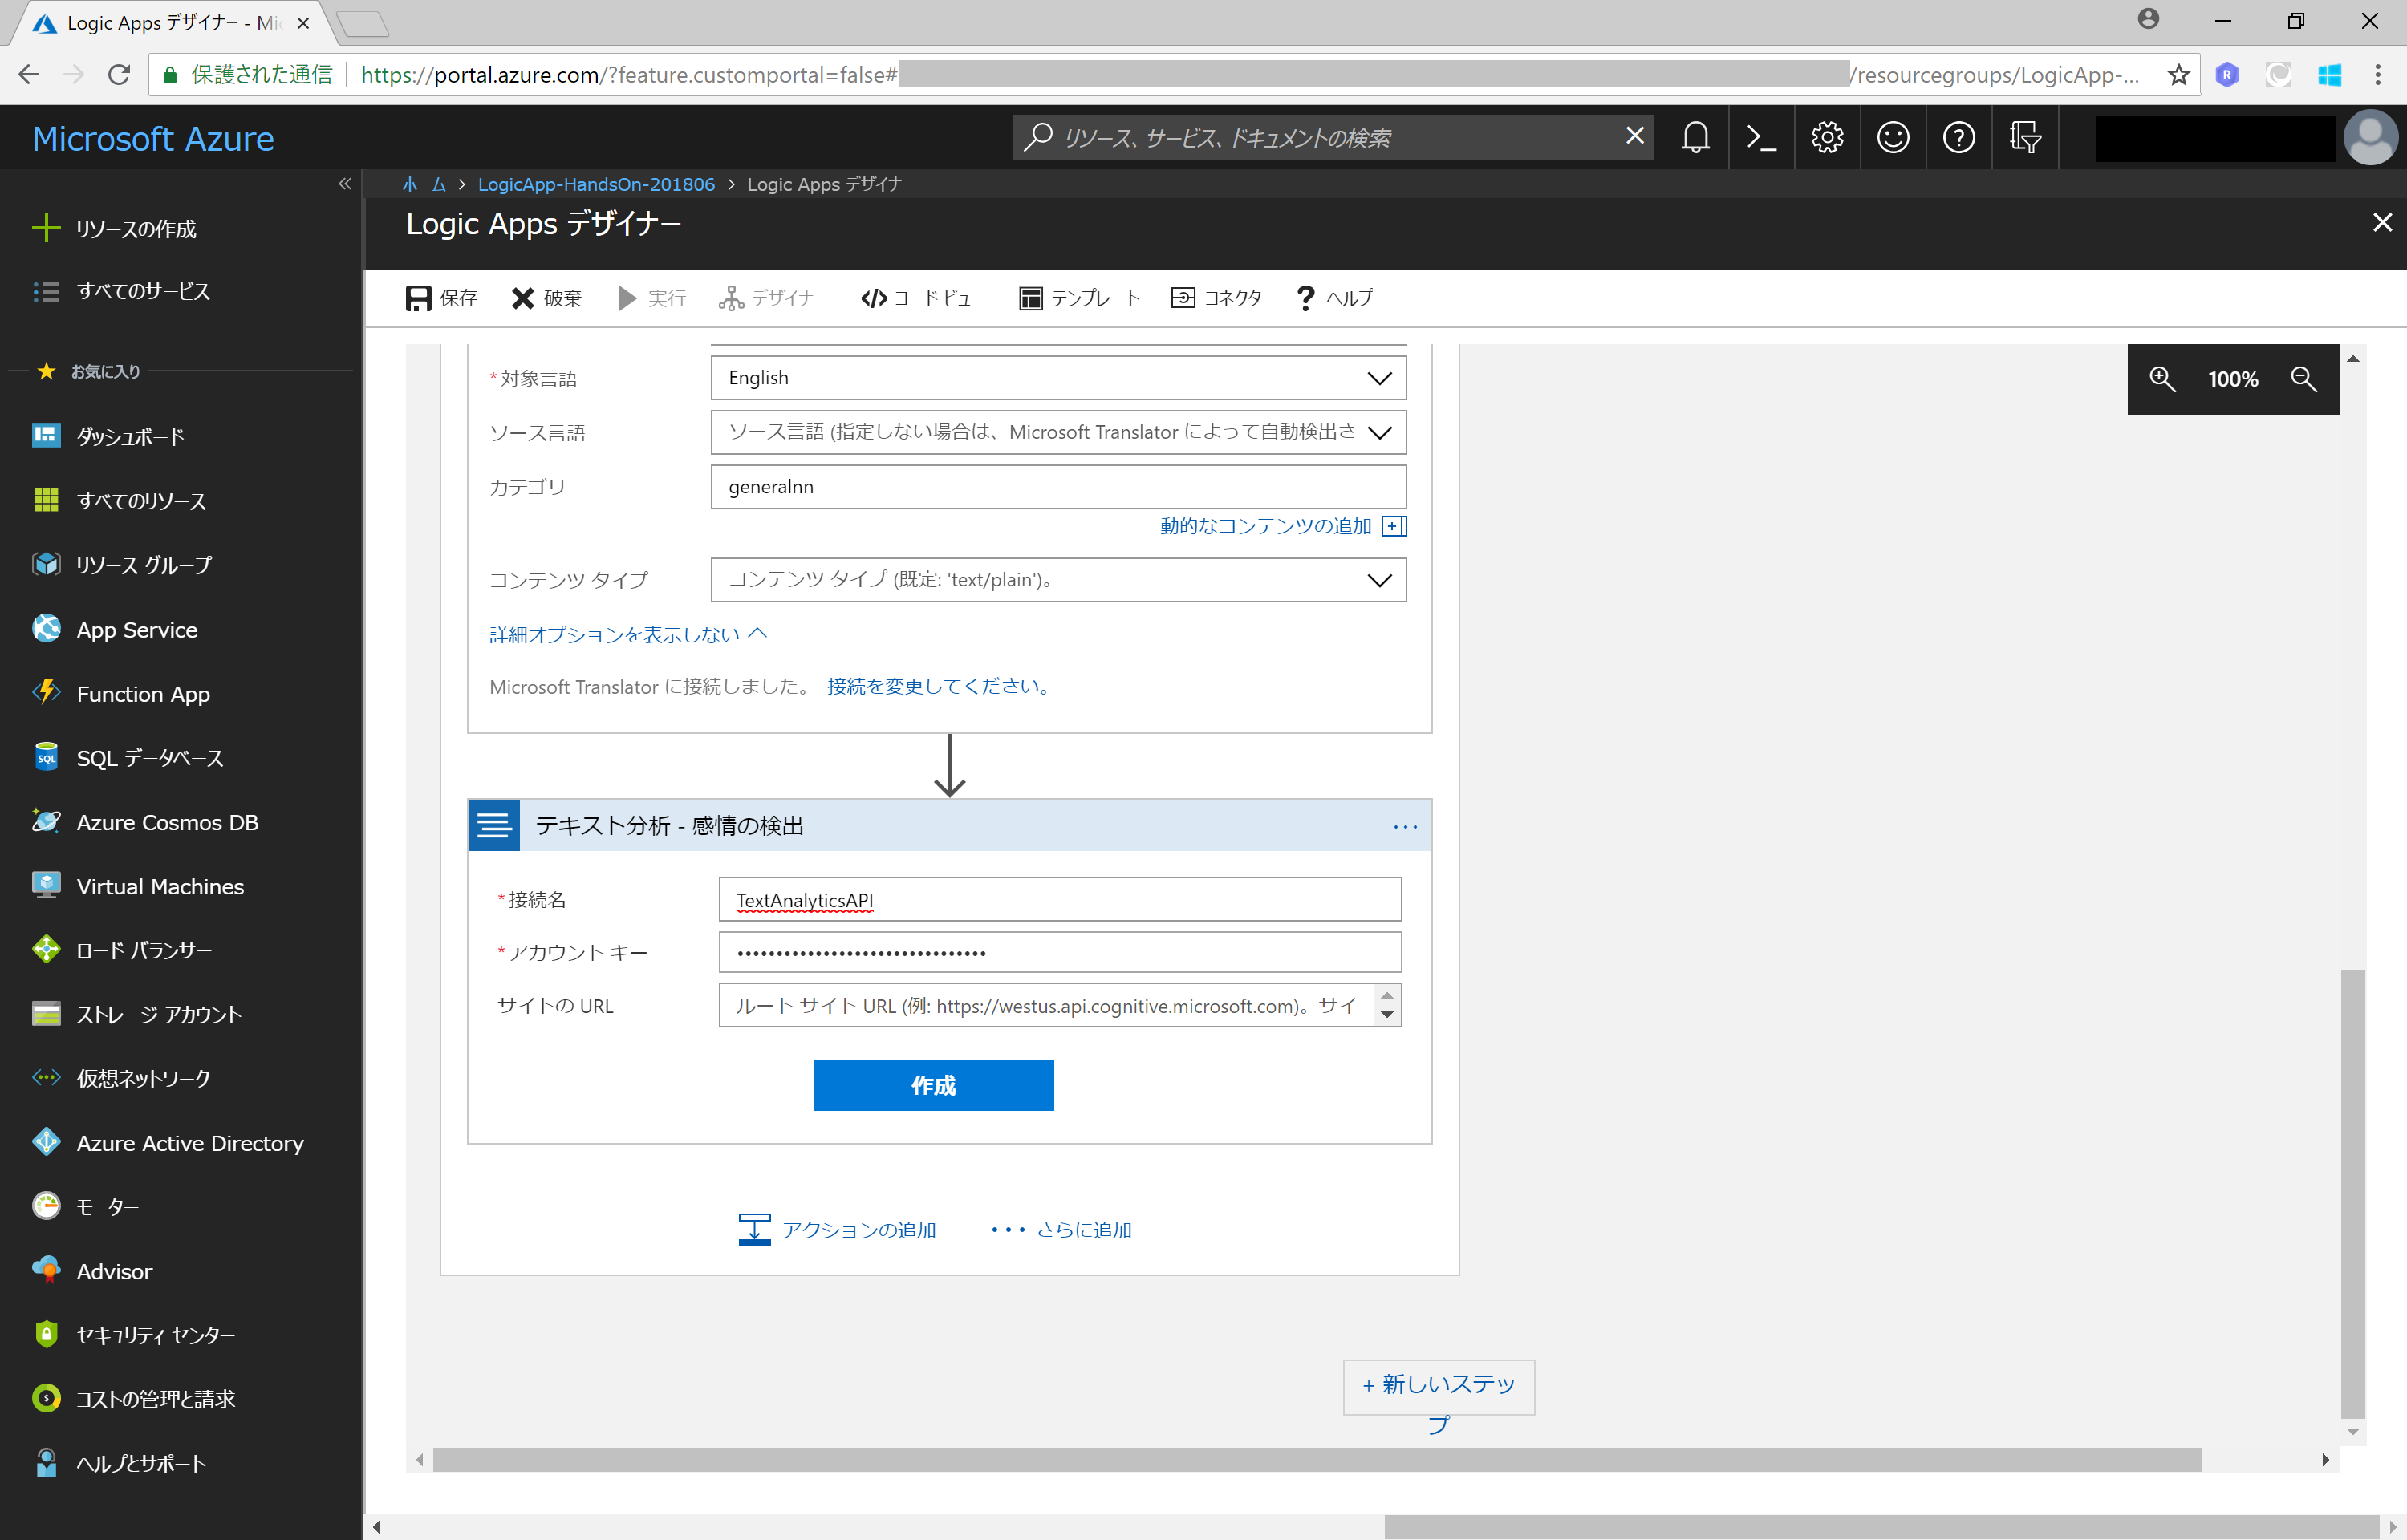 Logic Apps デザイナー - Mi
保護された通信
https://portal.azure.com/?feature.customportal=false#
/resourcegroups/LogicApp-...
Microsoft Azure
リソース、サービス、ドキュメントの検索
ホーム > LogicApp-HandsOn-201806 > Logic Apps デザイナー
Logic Apps デザイナー
リソースの作成
すべてのサービス
お気に入り
ダッシュボード
すべてのリソース
リソース グループ
App Service
Function App
SQL データベース
Azure Cosmos DB
Virtual Machines
ロード バランサー
ストレージ アカウント
仮想ネットワーク
Azure Active Directory
モニター
Advisor
セキュリティ センター
コストの管理と請求
ヘルプとサポート
保存 破棄 実行 デザイナー コード ビュー テンプレート コネクタ ヘルプ
100%
* 対象言語 English
ソース言語 ソース言語 (指定しない場合は、Microsoft Translator によって自動検出さ
カテゴリ generalnn
動的なコンテンツの追加
コンテンツ タイプ コンテンツ タイプ (既定: 'text/plain')。
詳細オプションを表示しない
Microsoft Translator に接続しました。 接続を変更してください。
テキスト分析 - 感情の検出 ...
* 接続名 TextAnalyticsAPI
* アカウント キー ••••••••••••••••••••••••••••••••
サイトの URL ルート サイト URL (例: https://westus.api.cognitive.microsoft.com)。サイ
作成
アクションの追加 ... さらに追加
+ 新しいステッ
プ